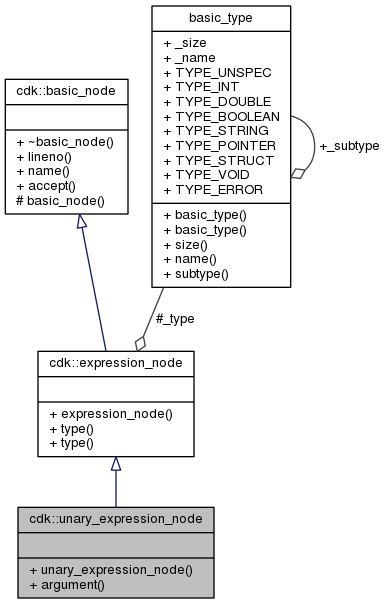 basic_type
+ _size
+ _name
+ TYPE_UNSPEC
+ TYPE_INT
+ TYPE_DOUBLE
+ TYPE_BOOLEAN
+ TYPE_STRING
+ TYPE_POINTER
+ TYPE_STRUCT
+ TYPE_VOID
+ TYPE_ERROR
+ basic_type()
+ basic_type()
+ size()
+ name()
+ subtype()
+_subtype
cdk::basic_node
+ ~basic_node()
+ lineno()
+ name()
+ accept()
# basic_node()
#_type
cdk::expression_node
+ expression_node()
+ type()
+ type()
cdk::unary_expression_node
+ unary_expression_node()
+ argument()